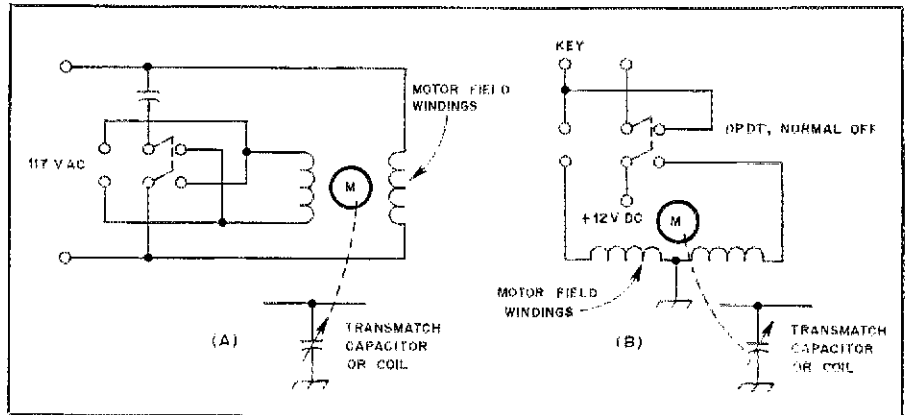 KEY
MOTOR FIELD
WINDINGS
117 V AC
M
DPDT, NORMAL OFF
+12V DC
M
MOTOR FIELD
WINDINGS
(A)
TRANSMATCH
CAPACITOR
OR COIL
(B)
TRANSMATCH
CAPACITOR
OR COIL